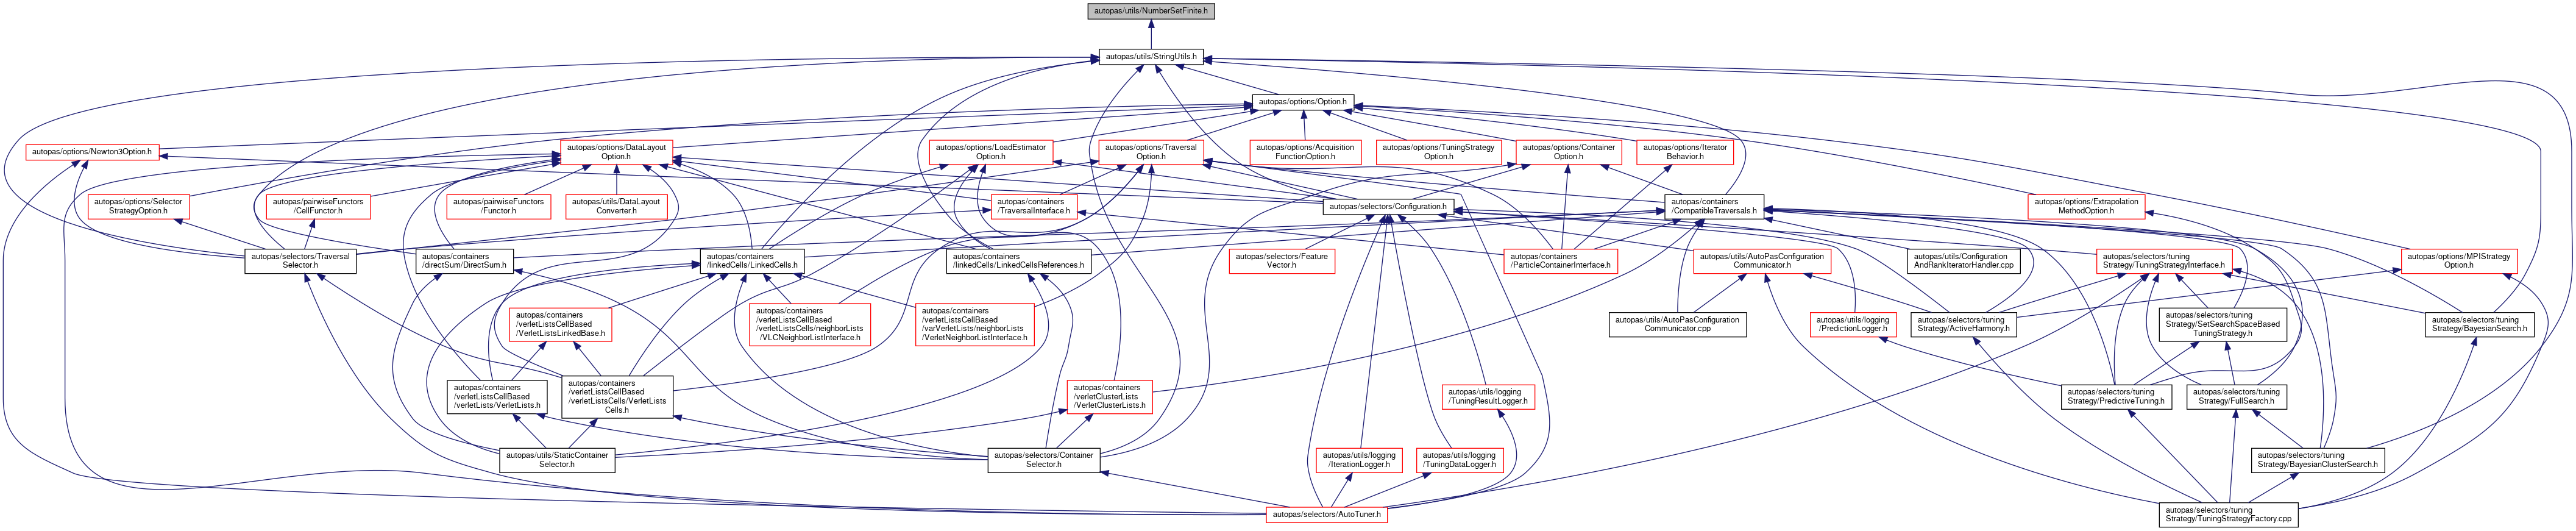 autopas/utils/NumberSetFinite.h
autopas/utils/StringUtils.h
autopas/options/Option.h
autopas/options/Newton3Option.h
autopas/options/DataLayout
Option.h
autopas/options/LoadEstimator
Option.h
autopas/options/Traversal
Option.h
autopas/options/Acquisition
FunctionOption.h
autopas/options/TuningStrategy
Option.h
autopas/options/Container
Option.h
autopas/options/Iterator
Behavior.h
autopas/options/Selector
StrategyOption.h
autopas/pairwiseFunctors
/CellFunctor.h
autopas/pairwiseFunctors
/Functor.h
autopas/utils/DataLayout
Converter.h
autopas/containers
/TraversalInterface.h
autopas/selectors/Configuration.h
autopas/containers
/CompatibleTraversals.h
autopas/options/Extrapolation
MethodOption.h
autopas/selectors/Traversal
Selector.h
autopas/containers
/directSum/DirectSum.h
autopas/containers
/linkedCells/LinkedCells.h
autopas/containers
/linkedCells/LinkedCellsReferences.h
autopas/selectors/Feature
Vector.h
autopas/containers
/ParticleContainerInterface.h
autopas/utils/AutoPasConfiguration
Communicator.h
autopas/utils/Configuration
AndRankIteratorHandler.cpp
autopas/selectors/tuning
Strategy/TuningStrategyInterface.h
autopas/options/MPIStrategy
Option.h
autopas/containers
/verletListsCellBased
/VerletListsLinkedBase.h
autopas/containers
/verletListsCellBased
/verletListsCells/neighborLists
/VLCNeighborListInterface.h
autopas/containers
/verletListsCellBased
/varVerletLists/neighborLists
/VerletNeighborListInterface.h
autopas/utils/AutoPasConfiguration
Communicator.cpp
autopas/utils/logging
/PredictionLogger.h
autopas/selectors/tuning
Strategy/ActiveHarmony.h
autopas/selectors/tuning
Strategy/SetSearchSpaceBased
TuningStrategy.h
autopas/selectors/tuning
Strategy/BayesianSearch.h
autopas/containers
/verletListsCellBased
/verletLists/VerletLists.h
autopas/containers
/verletListsCellBased
/verletListsCells/VerletLists
Cells.h
autopas/containers
/verletClusterLists
/VerletClusterLists.h
autopas/utils/logging
/TuningResultLogger.h
autopas/selectors/tuning
Strategy/PredictiveTuning.h
autopas/selectors/tuning
Strategy/FullSearch.h
autopas/utils/StaticContainer
Selector.h
autopas/selectors/Container
Selector.h
autopas/utils/logging
/IterationLogger.h
autopas/utils/logging
/TuningDataLogger.h
autopas/selectors/tuning
Strategy/BayesianClusterSearch.h
autopas/selectors/AutoTuner.h
autopas/selectors/tuning
Strategy/TuningStrategyFactory.cpp